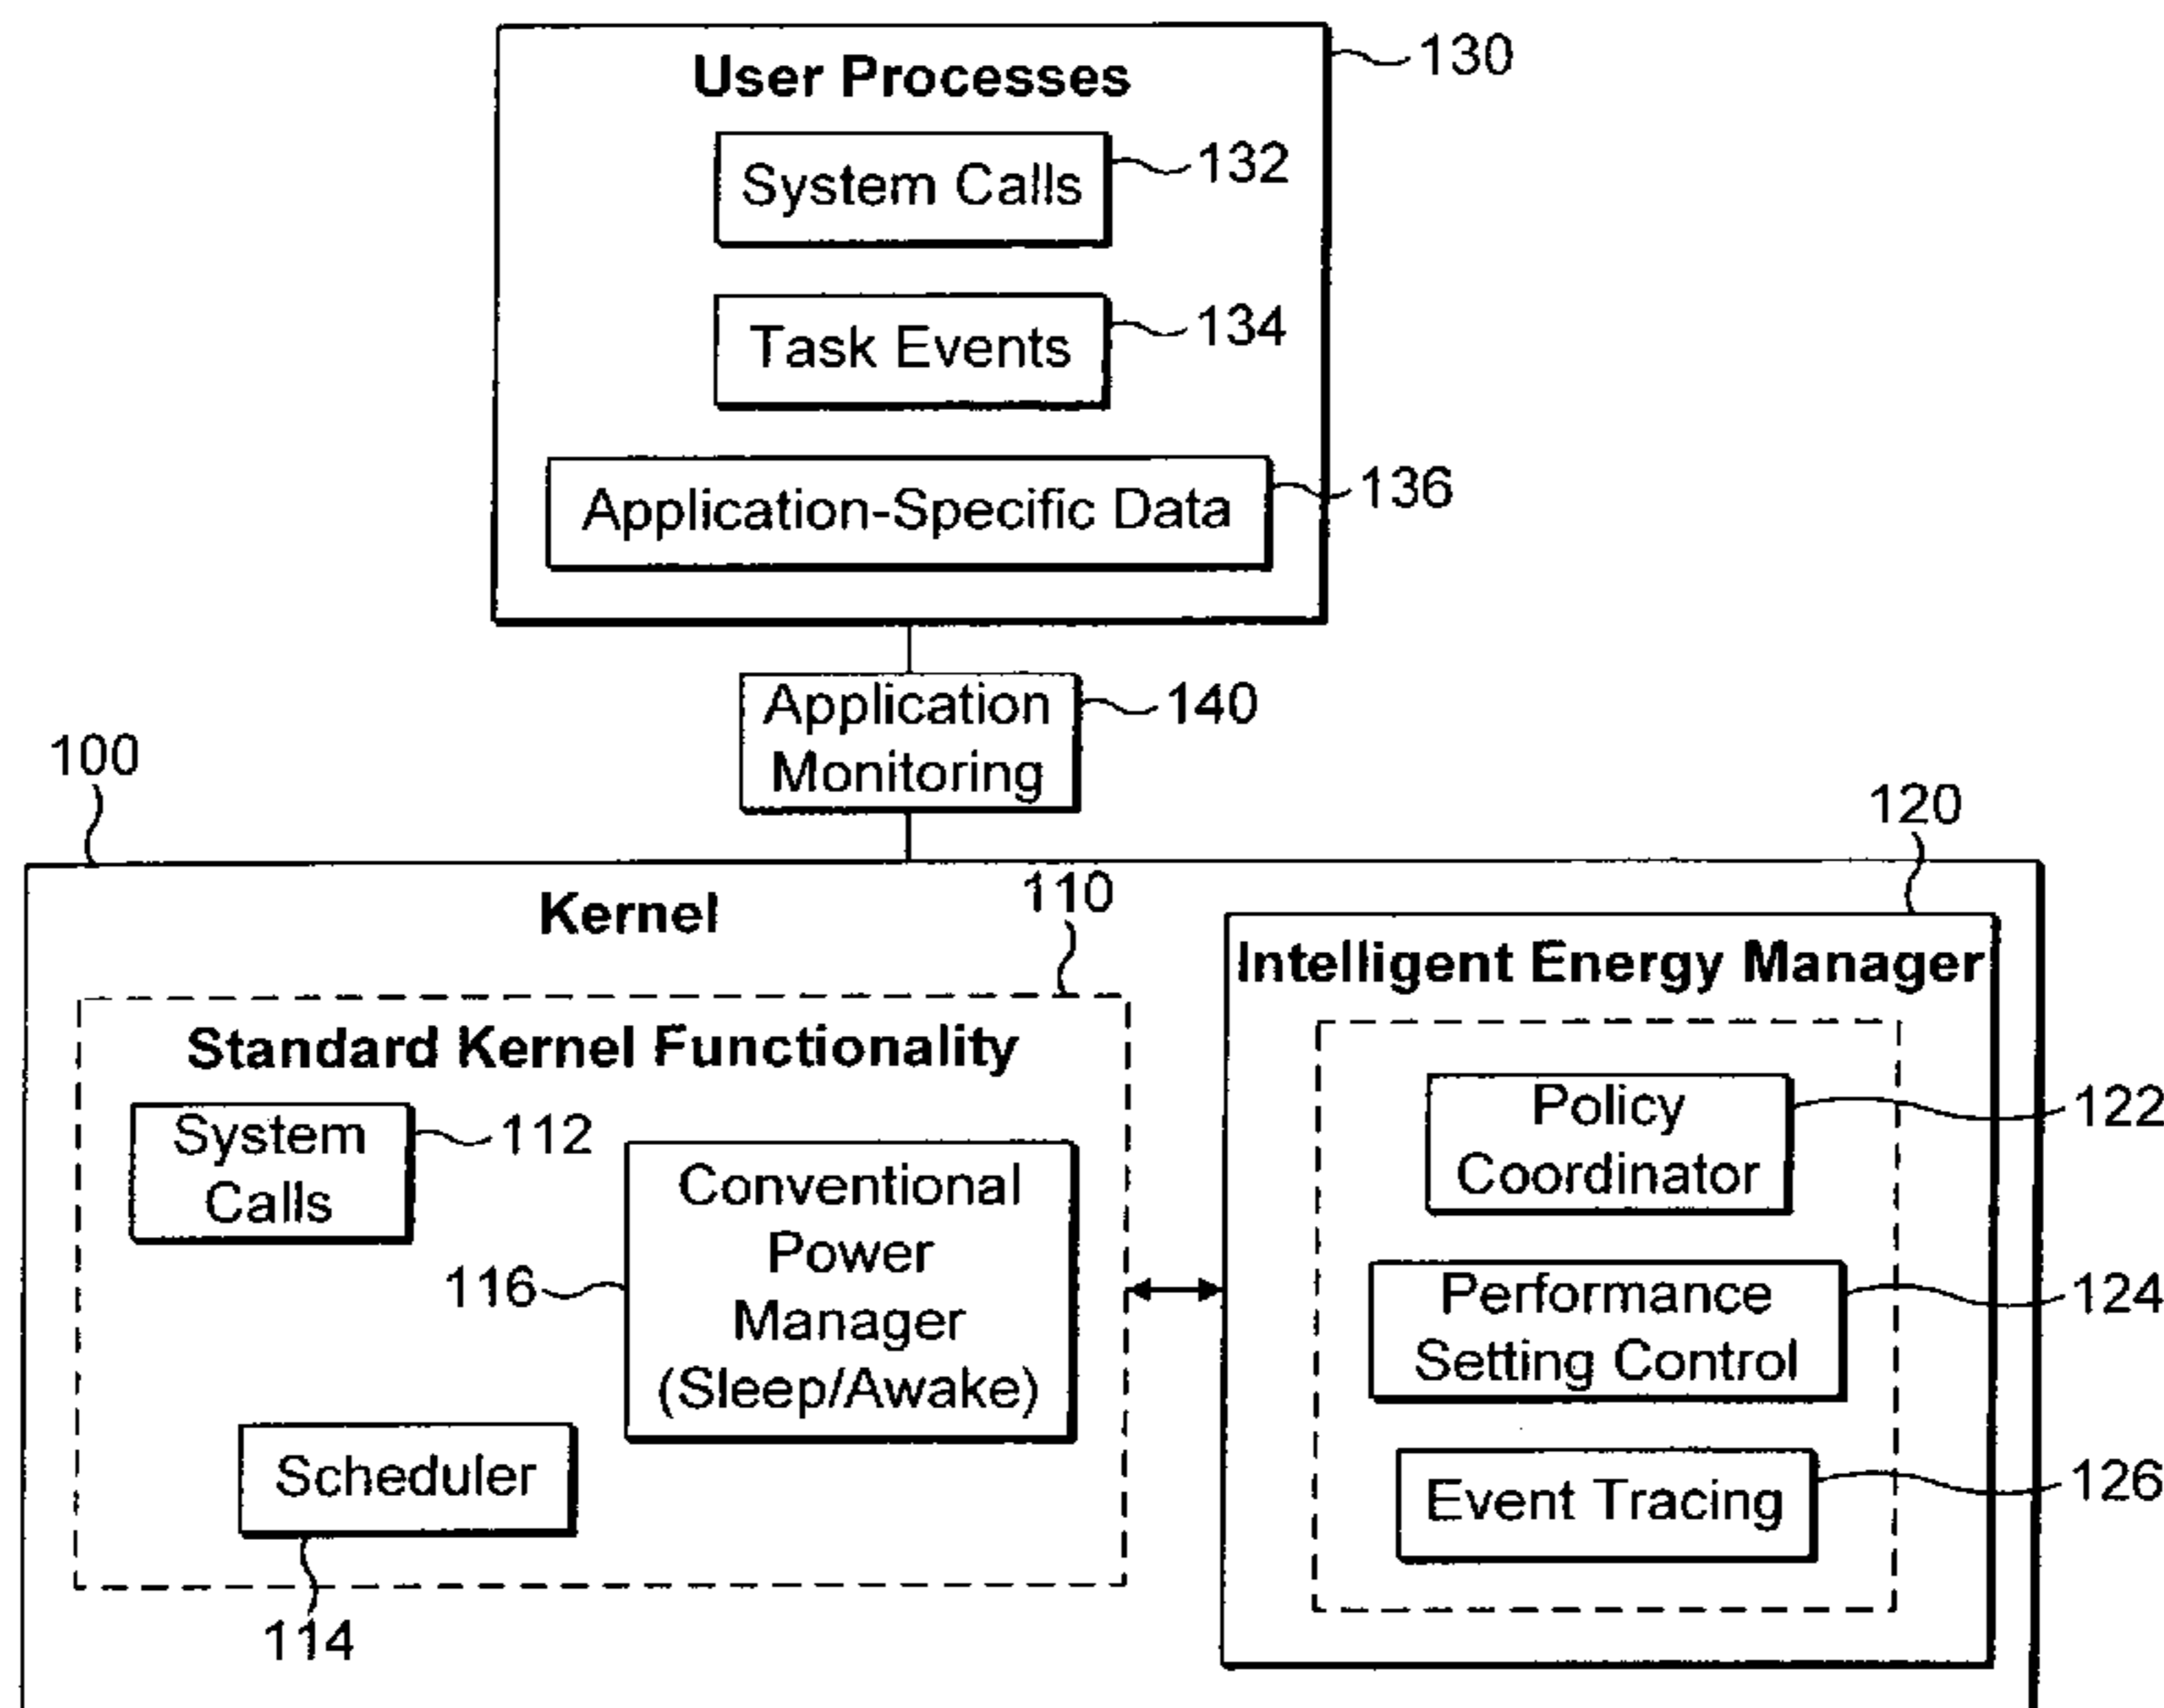 User Processes
130
System Calls
132
Task Events
134
Application-Specific Data
136
Application
Monitoring
140
100
120
Kernel
110
Intelligent Energy Manager
Standard Kernel Functionality
System
Calls
112
Conventional
Power
Manager
(Sleep/Awake)
116
Scheduler
114
Policy
Coordinator
122
Performance
Setting Control
124
Event Tracing
126